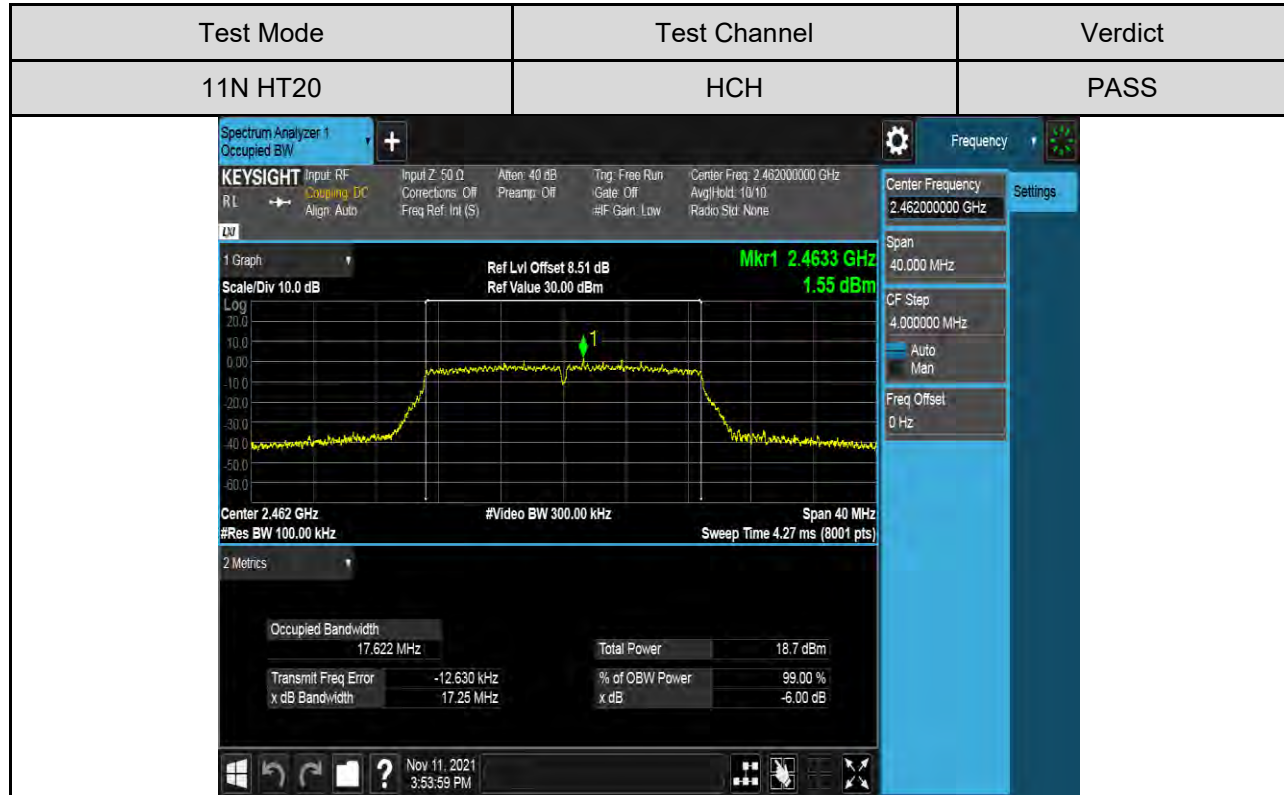 Test Mode Test Channel Verdict
11N HT20 HCH PASS
Spectrum Analyzer 1
Occupied BW
+
Frequency
KEYSIGHT Input: RF Input Z: 50 Ω Atten: 40 dB Trig: Free Run Center Freq: 2.462000000 GHz
RL Coupling: DC Corrections: Off Preamp: Off Gate: Off Avg|Hold: 10/10
Align: Auto Freq Ref: Int (S) #IF Gain: Low Radio Std: None
LXI
Center Frequency
2.462000000 GHz
Settings
Span
40.000 MHz
CF Step
4.000000 MHz
Auto
Man
Freq Offset
0 Hz
1 Graph Ref Lvl Offset 8.51 dB Mkr1 2.4633 GHz
Scale/Div 10.0 dB Ref Value 30.00 dBm 1.55 dBm
Log
20.0
10.0
1
0.00
-10.0
-20.0
-30.0
-40.0
-50.0
-60.0
Center 2.462 GHz #Video BW 300.00 kHz Span 40 MHz
#Res BW 100.00 kHz Sweep Time 4.27 ms (8001 pts)
2 Metrics
Occupied Bandwidth
17.622 MHz Total Power 18.7 dBm
Transmit Freq Error -12.630 kHz % of OBW Power 99.00 %
x dB Bandwidth 17.25 MHz x dB -6.00 dB
? Nov 11, 2021
3:53:59 PM